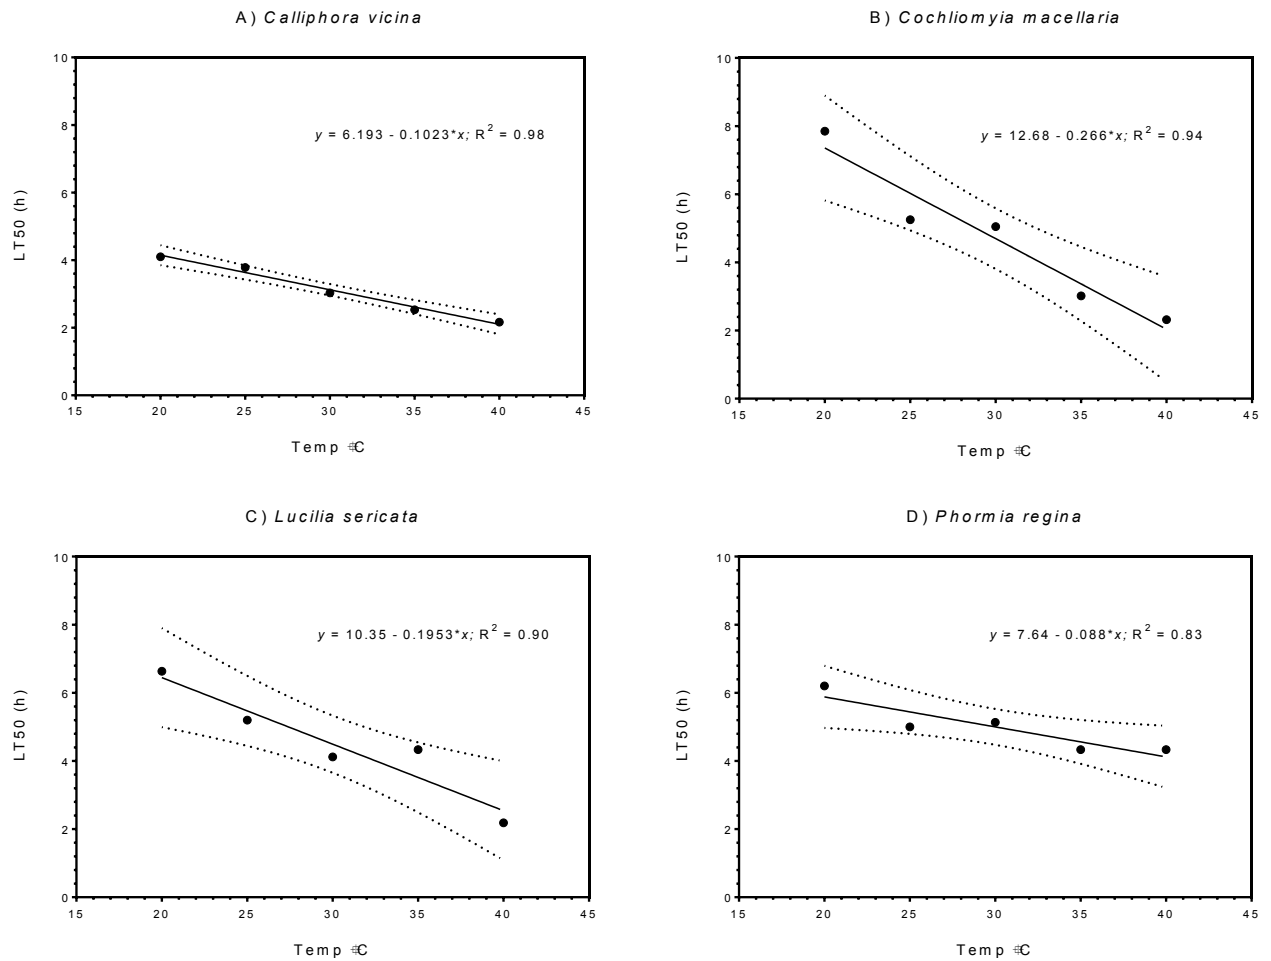 A) Calliphora vicina
10
8
6
4
2
0
LT50 (h)
y = 6.193 - 0.1023*x; R² = 0.98
15 20 25 30 35 40 45
Temp C
B) Cochliomyia macellaria
10
8
6
4
2
0
LT50 (h)
y = 12.68 - 0.266*x; R² = 0.94
15 20 25 30 35 40 45
Temp C
C) Lucilia sericata
10
8
6
4
2
0
LT50 (h)
y = 10.35 - 0.1953*x; R² = 0.90
15 20 25 30 35 40 45
Temp C
D) Phormia regina
10
8
6
4
2
0
LT50 (h)
y = 7.64 - 0.088*x; R² = 0.83
15 20 25 30 35 40 45
Temp C